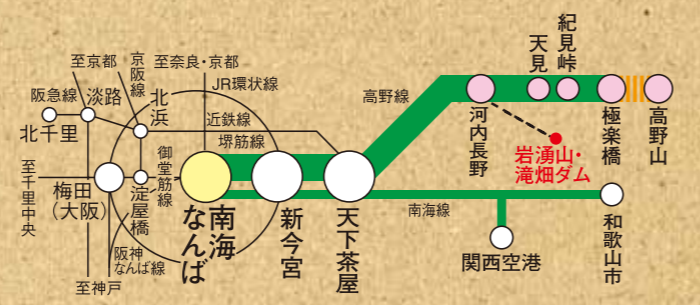 至京都
京阪線
至奈良・京都
JR環状線
阪急線
淡路
北浜
北千里
近鉄線
堺筋線
至千里中央
梅田
（大阪）
淀屋橋
御堂筋線
阪神
なんば線
至神戸
南海
なんば
新今宮
天下茶屋
高野線
河内長野
天見
紀見峠
極楽橋
高野山
岩湧山・
滝畑ダム
南海線
関西空港
和歌山市